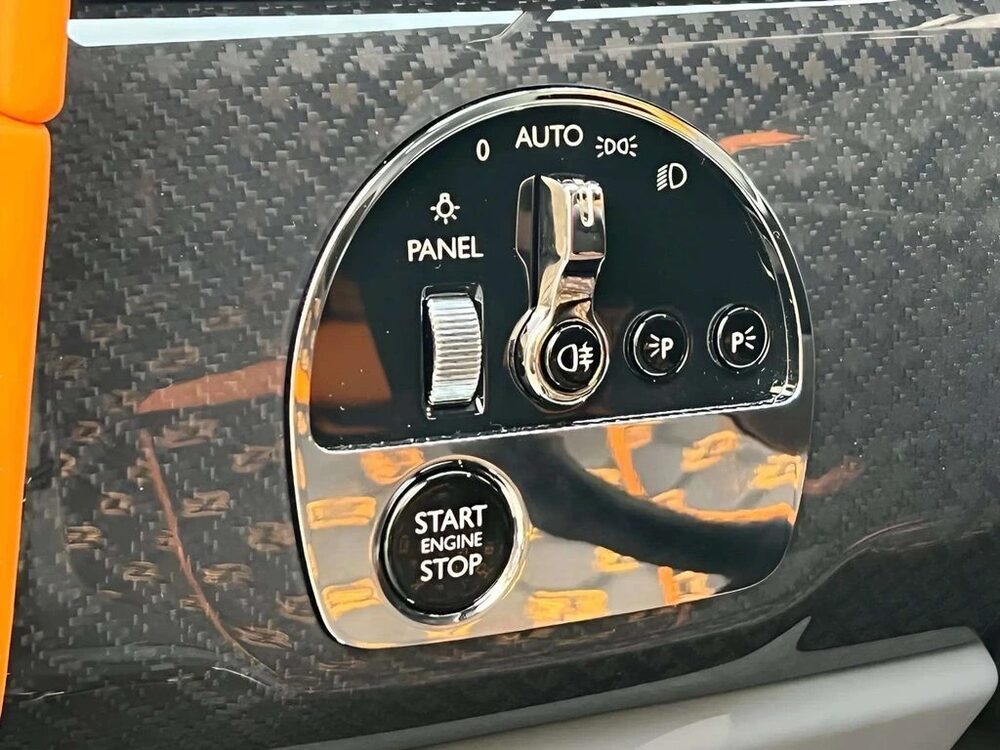 0 AUTO
PANEL
P
P
START
ENGINE
STOP